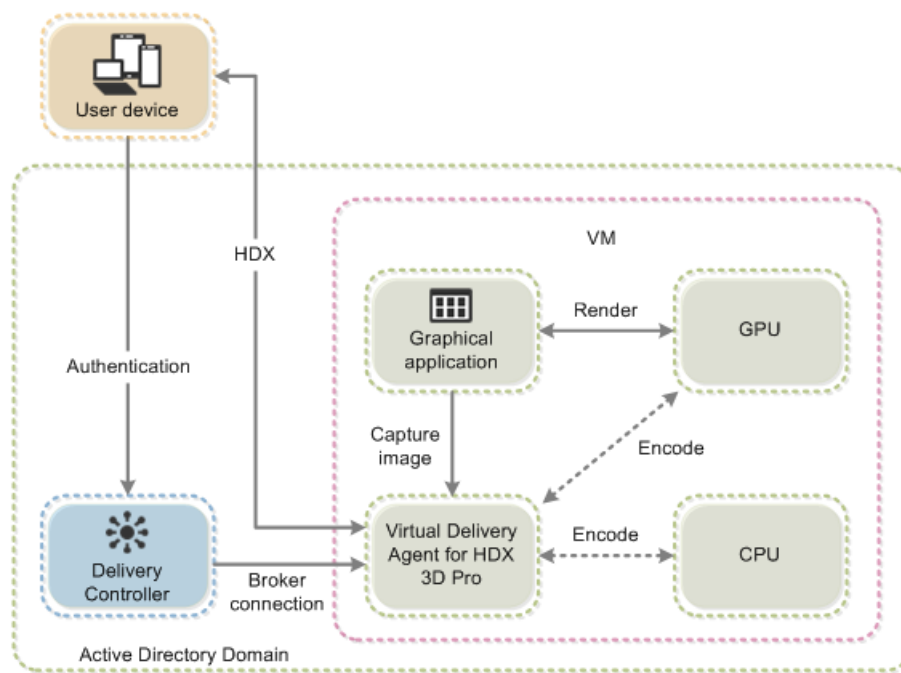 User device
VM
HDX
Graphical
application
Render
GPU
Authentication
Capture
image
Encode
Delivery
Controller
Broker
connection
Virtual Delivery
Agent for HDX
3D Pro
Encode
CPU
Active Directory Domain